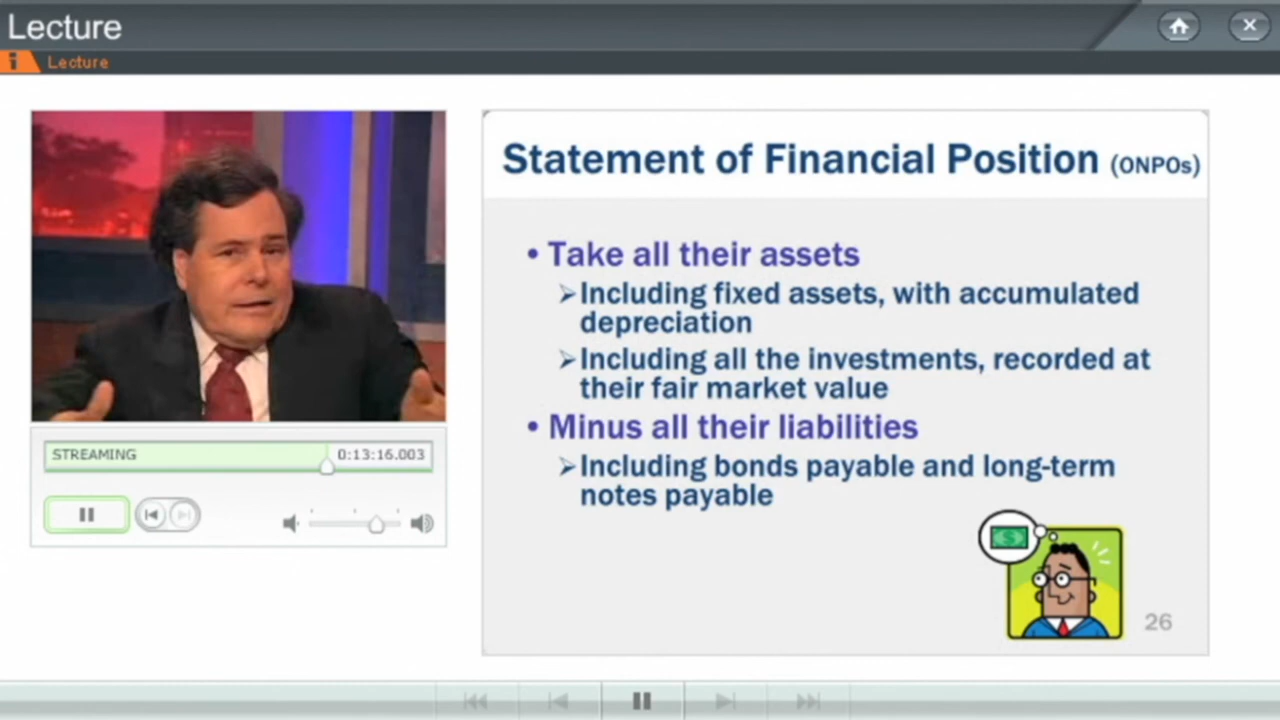 Lecture
i Lecture
STREAMING 0:13:16.003
Statement of Financial Position (ONPOs)
• Take all their assets
➢Including fixed assets, with accumulated
depreciation
➢Including all the investments, recorded at
their fair market value
• Minus all their liabilities
➢Including bonds payable and long-term
notes payable
$
26